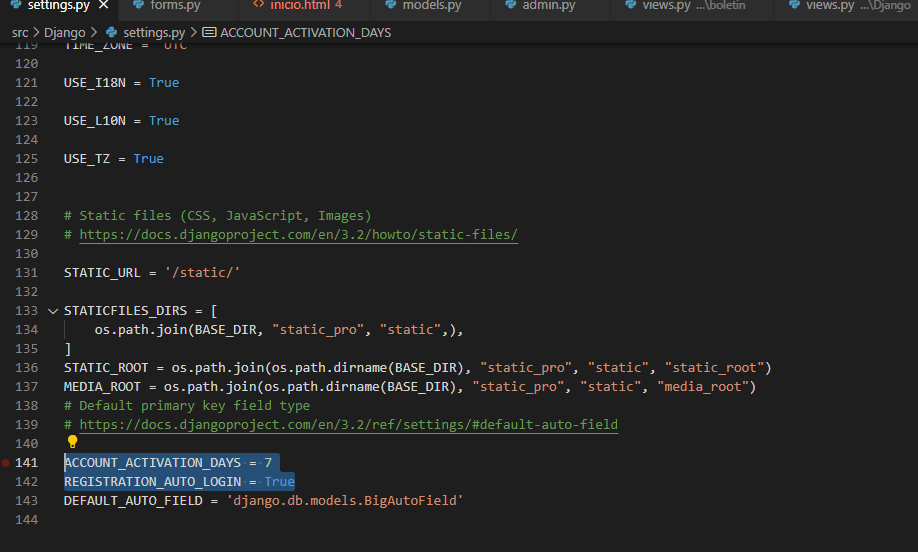 settings.py forms.py inicio.html 4 models.py admin.py views.py ...\boletin views.py ...\Django
src > Django > settings.py > ACCOUNT_ACTIVATION_DAYS
119 TIME_ZONE = 'UTC'
120
121 USE_I18N = True
122
123 USE_L10N = True
124
125 USE_TZ = True
126
127
128 # Static files (CSS, JavaScript, Images)
129 # https://docs.djangoproject.com/en/3.2/howto/static-files/
130
131 STATIC_URL = '/static/'
132
133 STATICFILES_DIRS = [
134     os.path.join(BASE_DIR, "static_pro", "static",),
135 ]
136 STATIC_ROOT = os.path.join(os.path.dirname(BASE_DIR), "static_pro", "static", "static_root")
137 MEDIA_ROOT = os.path.join(os.path.dirname(BASE_DIR), "static_pro", "static", "media_root")
138 # Default primary key field type
139 # https://docs.djangoproject.com/en/3.2/ref/settings/#default-auto-field
140
141 ACCOUNT_ACTIVATION_DAYS = 7
142 REGISTRATION_AUTO_LOGIN = True
143 DEFAULT_AUTO_FIELD = 'django.db.models.BigAutoField'
144